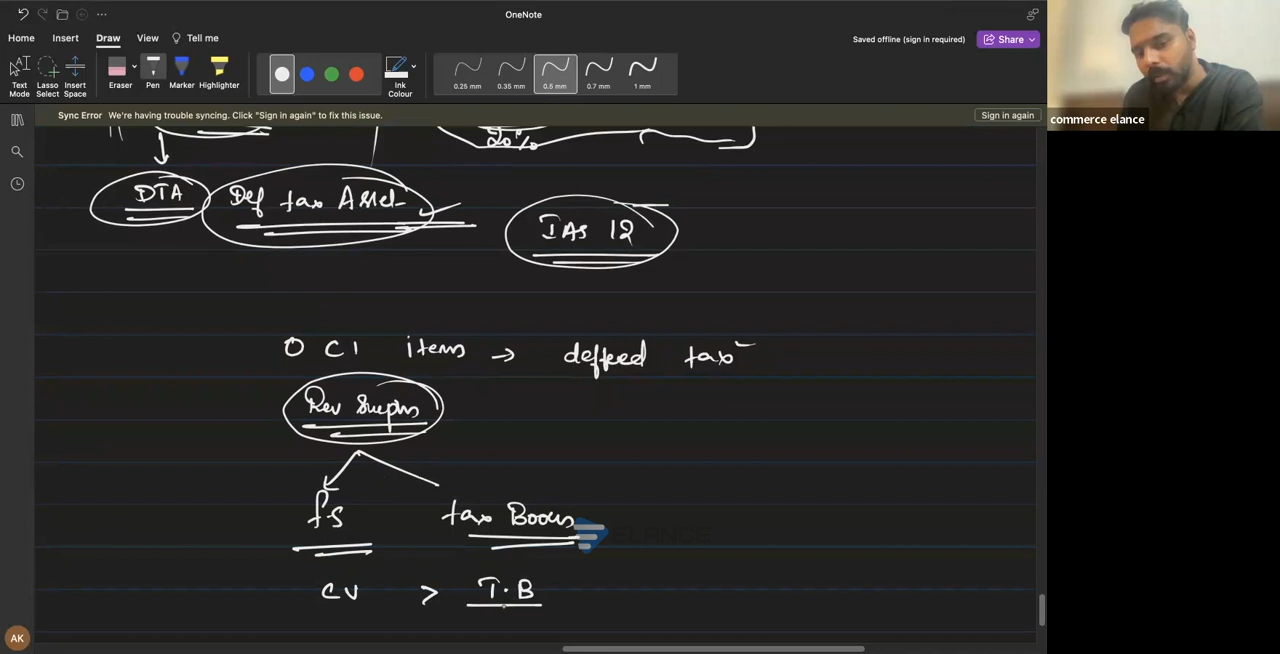 OneNote
Home Insert Draw View Tell me
Saved offline (sign in required) Share
Text Mode Lasso Select Insert Space Eraser Pen Marker Highlighter Ink Colour 0.25 mm 0.35 mm 0.5 mm 0.7 mm 1 mm
Sync Error We're having trouble syncing. Click "Sign in again" to fix this issue. Sign in again
commerce elance
20%
DTA Def tax Asset
IAS 12
OCI items → deffered tax
Rev Surplus
FS tax Books
ELANCE
CV > T.B
AK